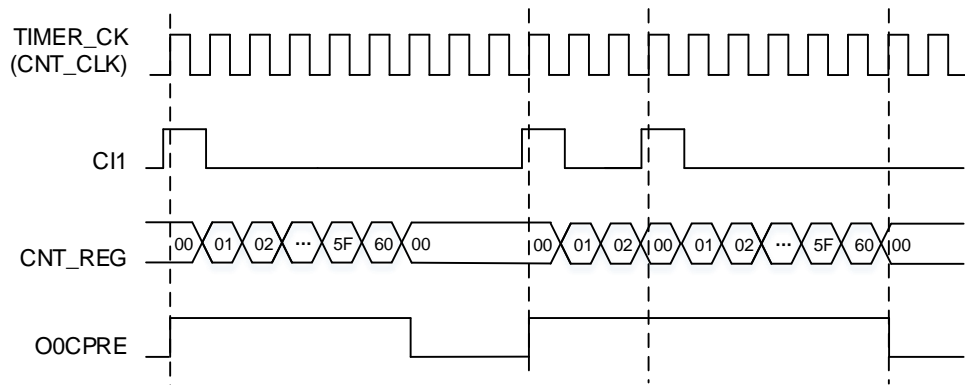 TIMER_CK
(CNT_CLK)
CI1
CNT_REG 00 01 02 ... 5F 60 00 00 01 02 00 01 02 ... 5F 60 00
O0CPRE